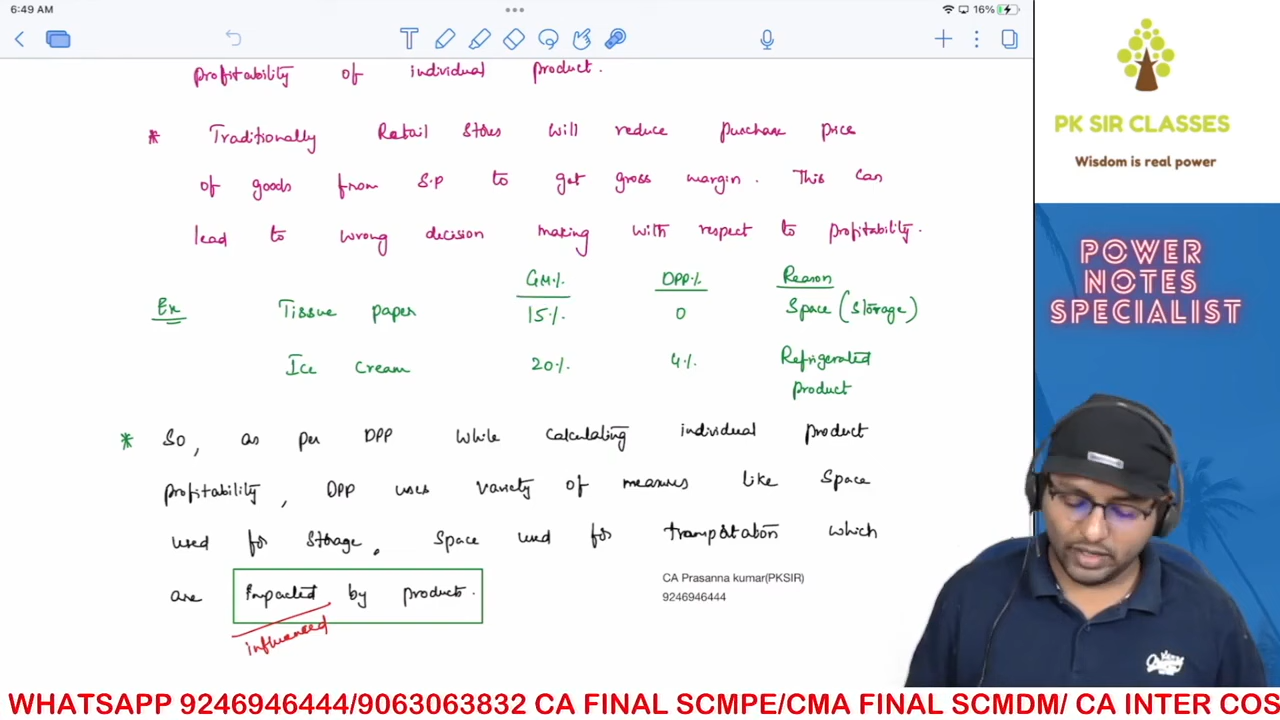 6:49 AM
16%
profitability of individual product.
* Traditionally Retail Stores will reduce purchase price
of goods from S.P to get gross margin. This can
lead to wrong decision making with respect to profitability.
GM% DPP% Reason
Ex Tissue paper 15% 0 Space (Storage)
Ice cream 20% 4% Refrigerated
product
* So, as per DPP while calculating individual product
profitability, DPP uses variety of measures like Space
used for Storage. Space used for transportation which
are impacted by products.
influenced
CA Prasanna kumar(PKSIR)
9246946444
PK SIR CLASSES
Wisdom is real power
POWER
NOTES
SPECIALIST
WHATSAPP 9246946444/9063063832 CA FINAL SCMPE/CMA FINAL SCMDM/ CA INTER COS